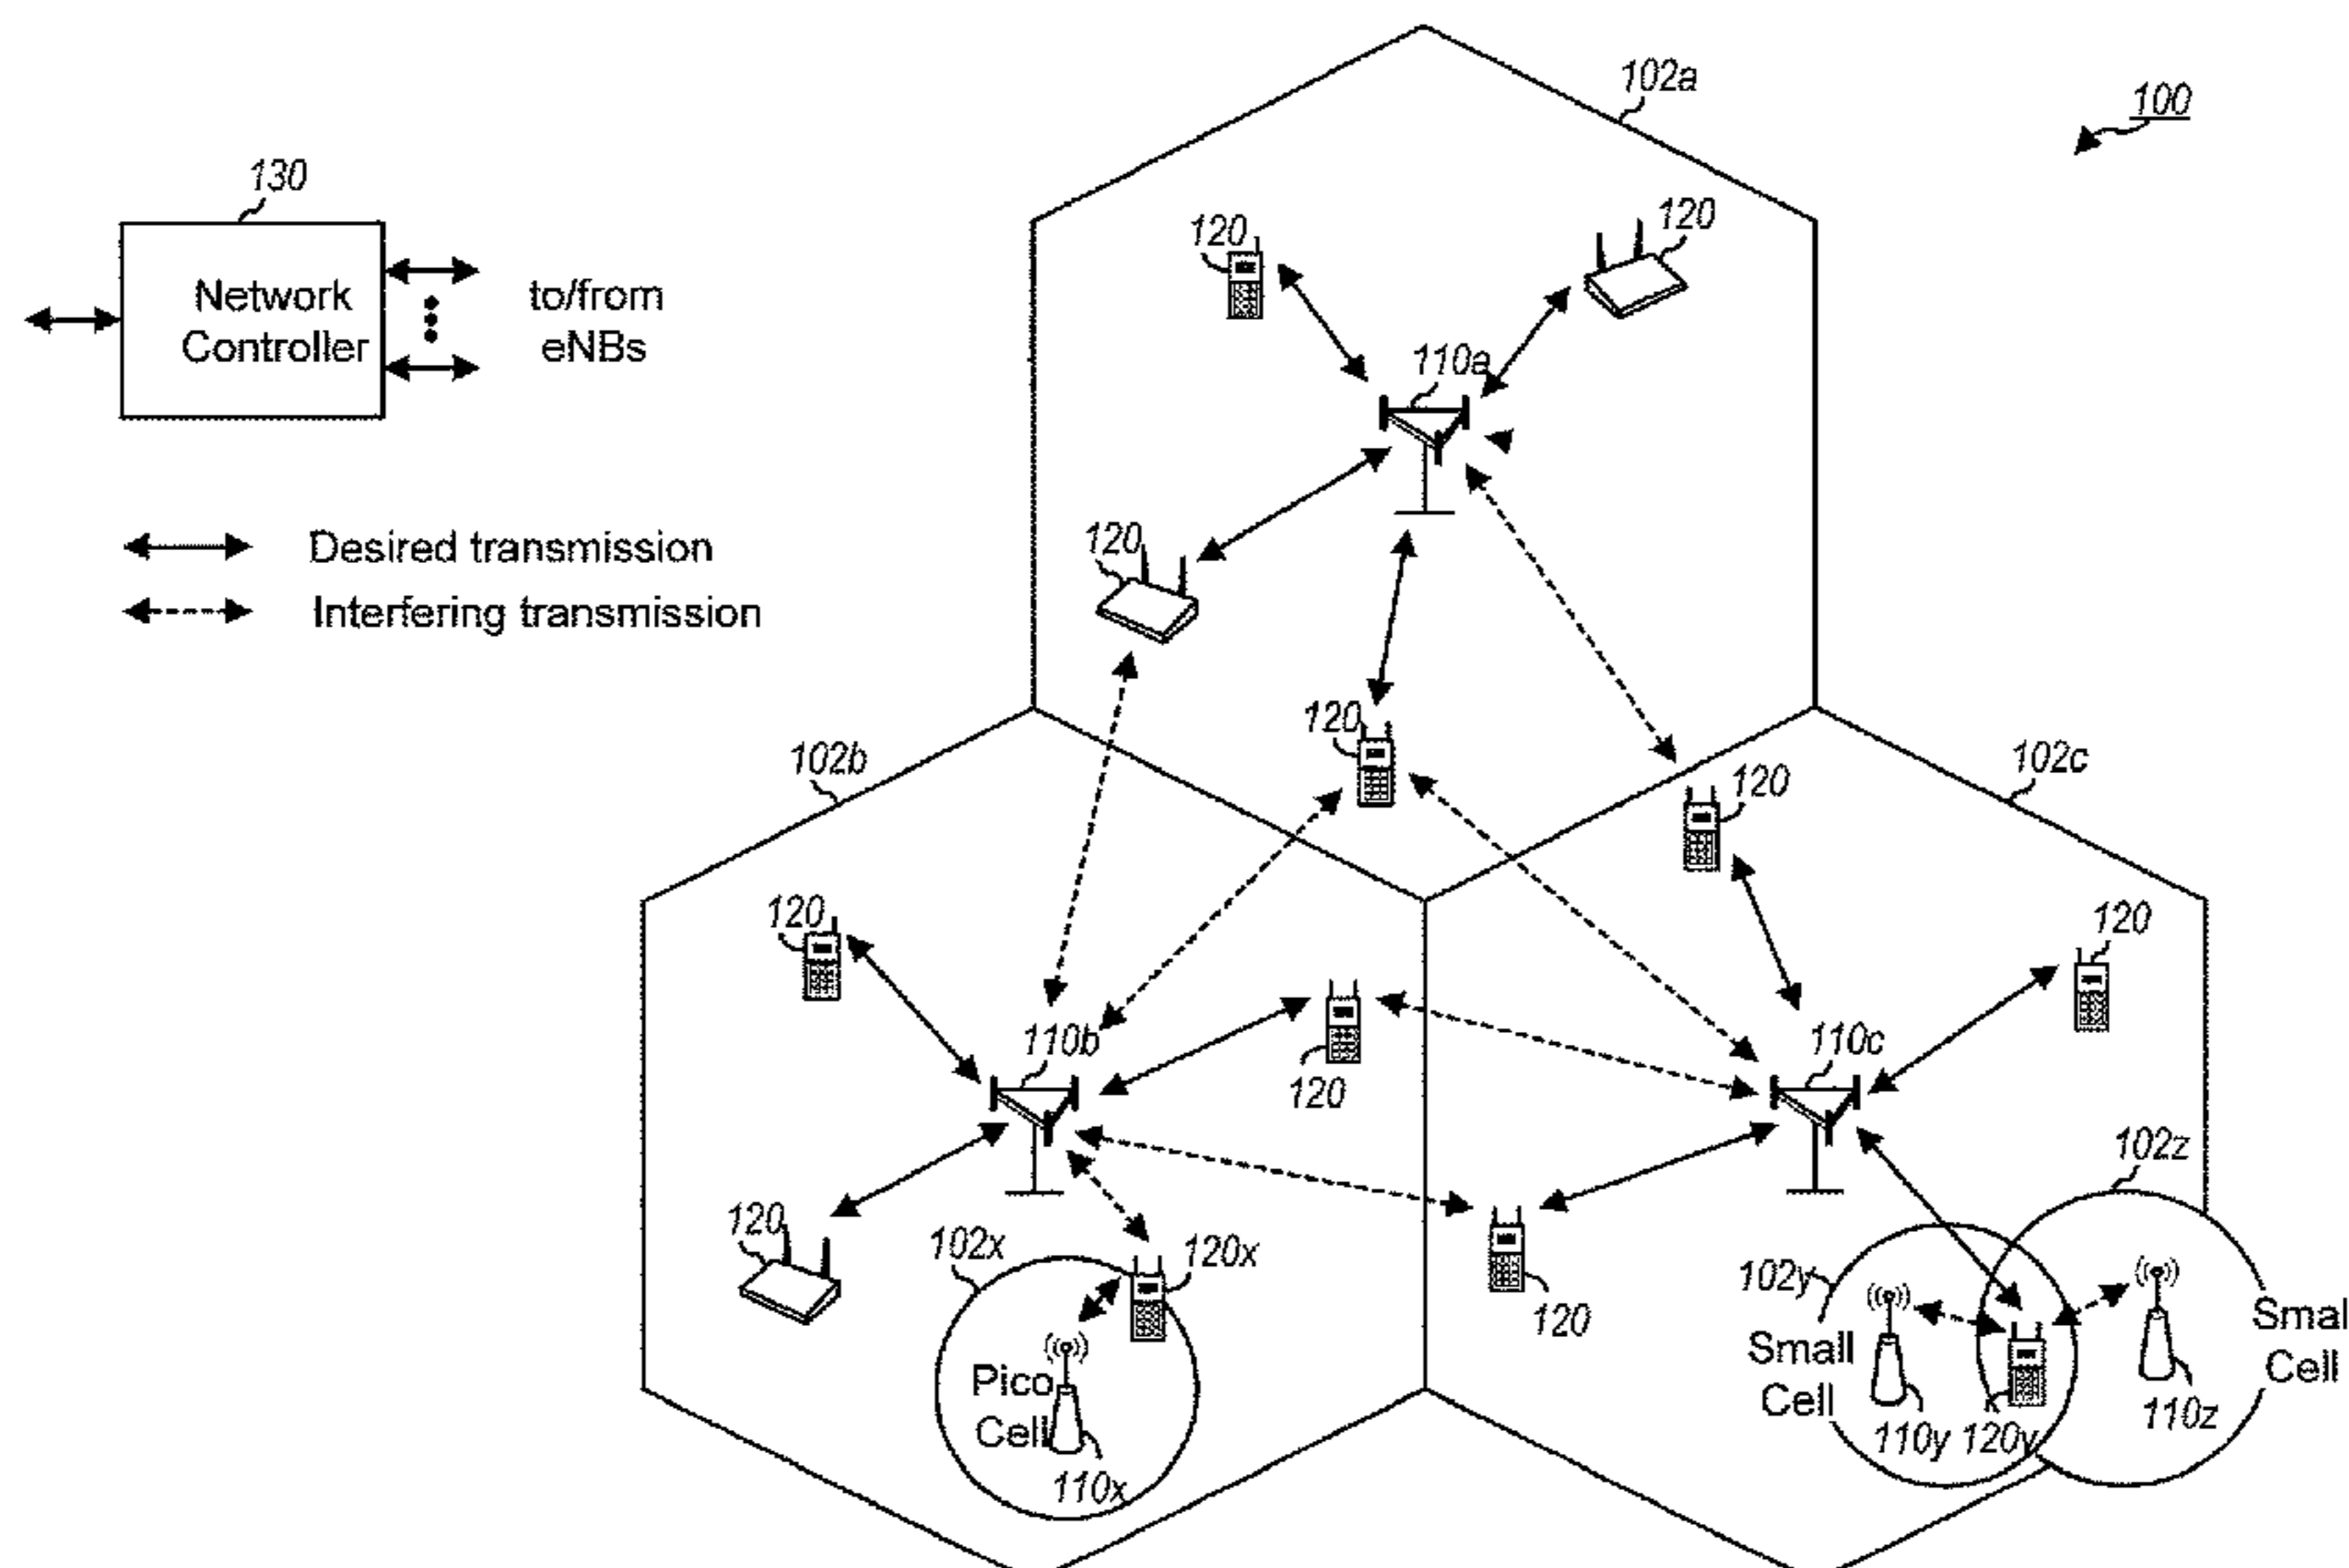 102a
100
130
120
120
Network
Controller
to/from
eNBs
110a
Desired transmission
Interfering transmission
120
120
102b
102c
120
120
120
110b
110c
120
102z
120
102x
120x
102y
120
Small
Cell
Smal
Cell
Pico
Cell
110x
110y
120y
110z